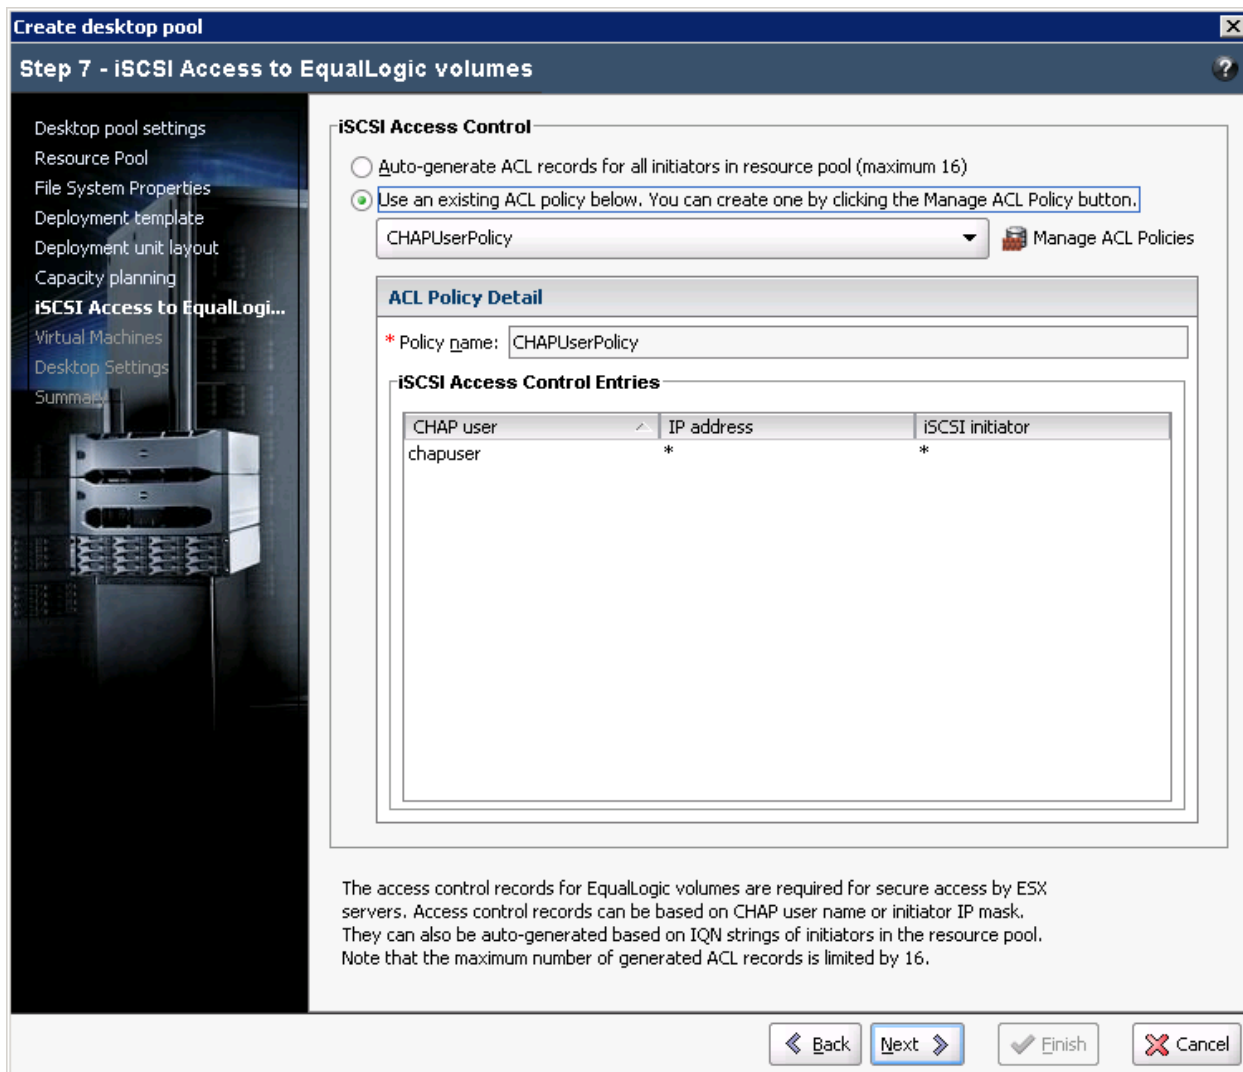 Create desktop pool
Step 7 - iSCSI Access to EqualLogic volumes
?
Desktop pool settings
Resource Pool
File System Properties
Deployment template
Deployment unit layout
Capacity planning
iSCSI Access to EqualLogi...
Virtual Machines
Desktop Settings
Summary
iSCSI Access Control
Auto-generate ACL records for all initiators in resource pool (maximum 16)
Use an existing ACL policy below. You can create one by clicking the Manage ACL Policy button.
CHAPUserPolicy
Manage ACL Policies
ACL Policy Detail
* Policy name: CHAPUserPolicy
iSCSI Access Control Entries
CHAP user IP address iSCSI initiator
chapuser * *
The access control records for EqualLogic volumes are required for secure access by ESX
servers. Access control records can be based on CHAP user name or initiator IP mask.
They can also be auto-generated based on IQN strings of initiators in the resource pool.
Note that the maximum number of generated ACL records is limited by 16.
Back Next Finish Cancel